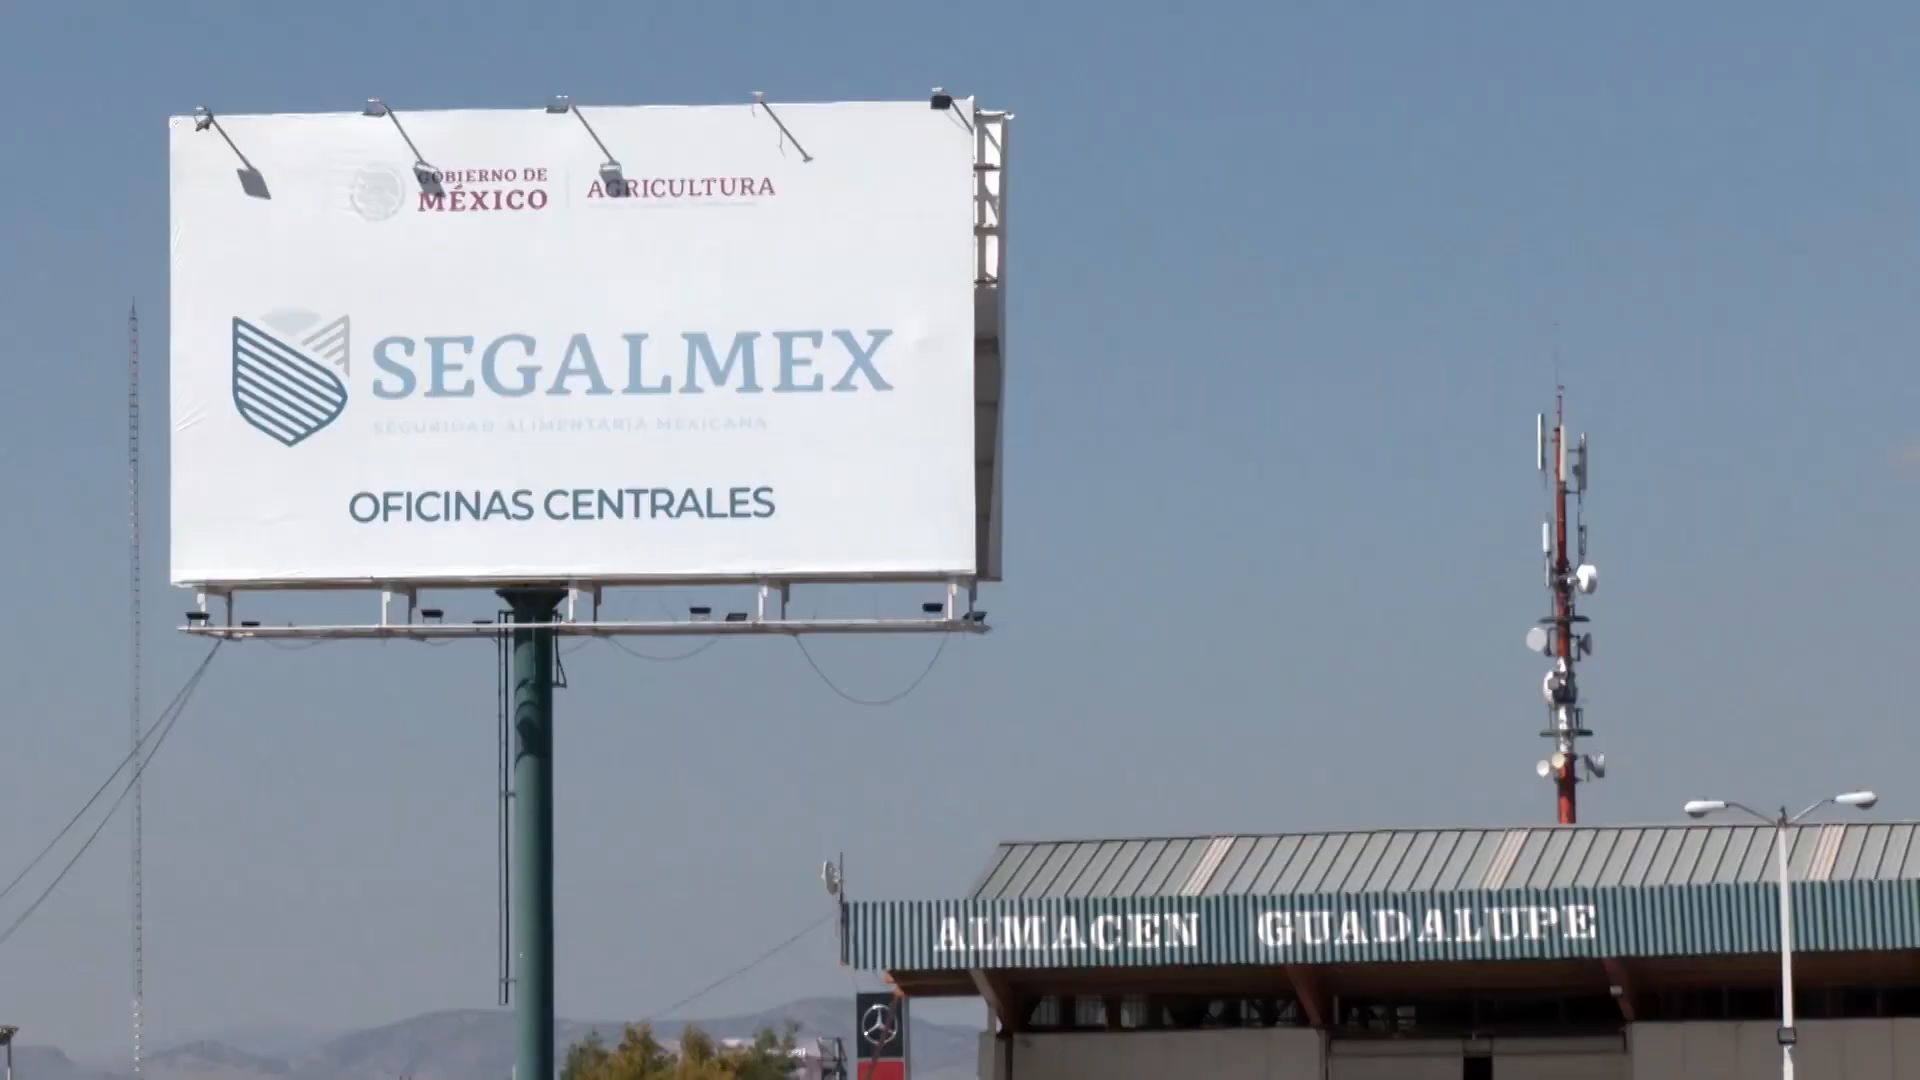 GOBIERNO DE
MÉXICO
AGRICULTURA
SEGALMEX
SEGURIDAD ALIMENTARIA MEXICANA
OFICINAS CENTRALES
ALMACEN GUADALUPE